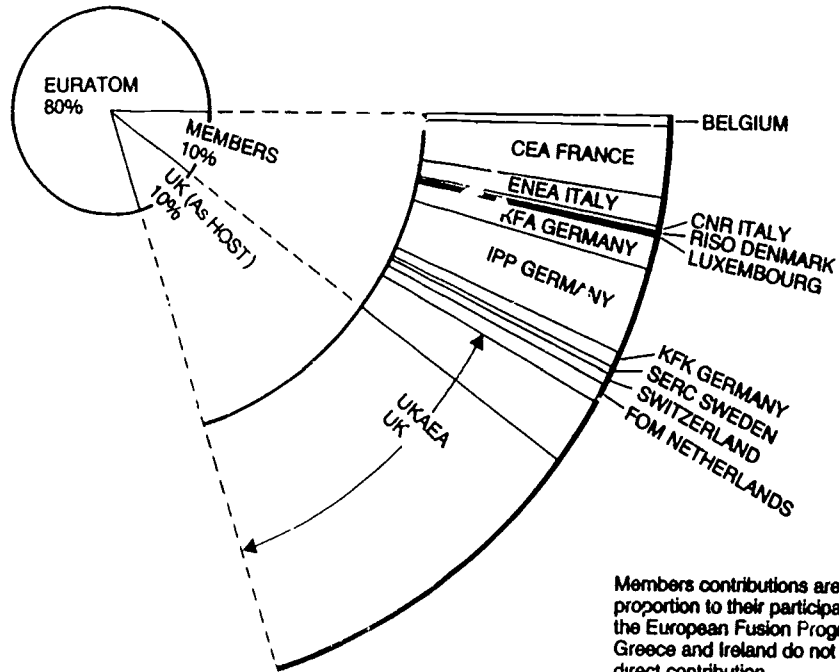 EURATOM
80%
MEMBERS
10%
UK (As HOST)
10%
BELGIUM
CEA FRANCE
ENEA ITALY
CNR ITALY
RISO DENMARK
LUXEMBOURG
KFA GERMANY
IPP GERMANY
KFK GERMANY
SERC SWEDEN
SWITZERLAND
FOM NETHERLANDS
UKAEA
UK
Members contributions are
proportion to their participa
the European Fusion Prog
Greece and Ireland do not
direct contribution